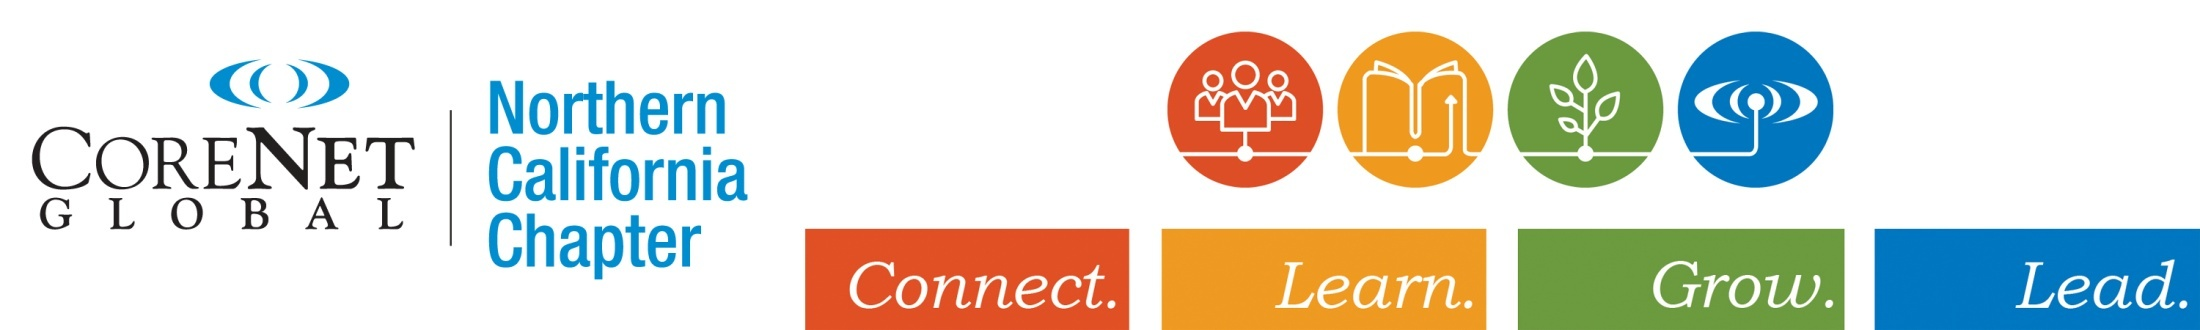 CORENET
GLOBAL
Northern
California
Chapter
Connect.
Learn.
Grow.
Lead.